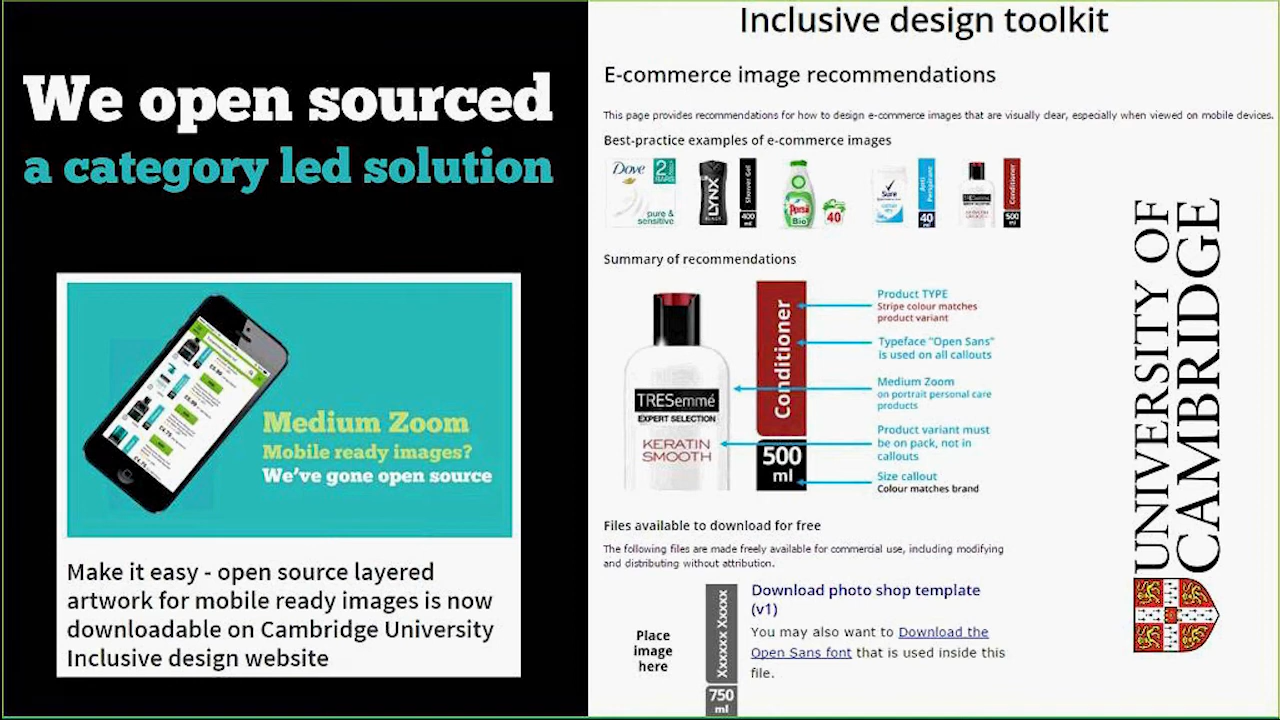 We open sourced
a category led solution
Medium Zoom
Mobile ready images?
We've gone open source
Make it easy - open source layered
artwork for mobile ready images is now
downloadable on Cambridge University
Inclusive design website
Inclusive design toolkit
E-commerce image recommendations
This page provides recommendations for how to design e-commerce images that are visually clear, especially when viewed on mobile devices.
Best-practice examples of e-commerce images
Dove
2
pure &
sensitive
LYNX
Shower Gel
400
ml
Persil
Bio
40
Sure
Anti
Perspirant
40
ml
TRESemmé
Conditioner
500
ml
Summary of recommendations
TRESemmé
EXPERT SELECTION
KERATIN
SMOOTH
Conditioner
500
ml
Product TYPE
Stripe colour matches
product variant
Typeface "Open Sans"
is used on all callouts
Medium Zoom
on portrait personal care
products
Product variant must
be on pack, not in
callouts
Size callout
Colour matches brand
Files available to download for free
The following files are made freely available for commercial use, including modifying
and distributing without attribution.
Place
image
here
Xxxxxx Xxxxx
750
ml
Download photo shop template
(v1)
You may also want to Download the
Open Sans font that is used inside this
file.
UNIVERSITY OF
CAMBRIDGE